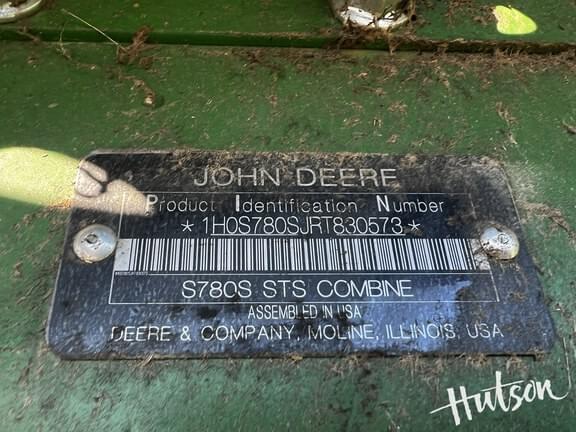 JOHN DEERE
Product Identification Number
*1H0S780SJRT830573*
S780S STS COMBINE
ASSEMBLED IN USA
DEERE & COMPANY, MOLINE, ILLINOIS, USA
Hutson